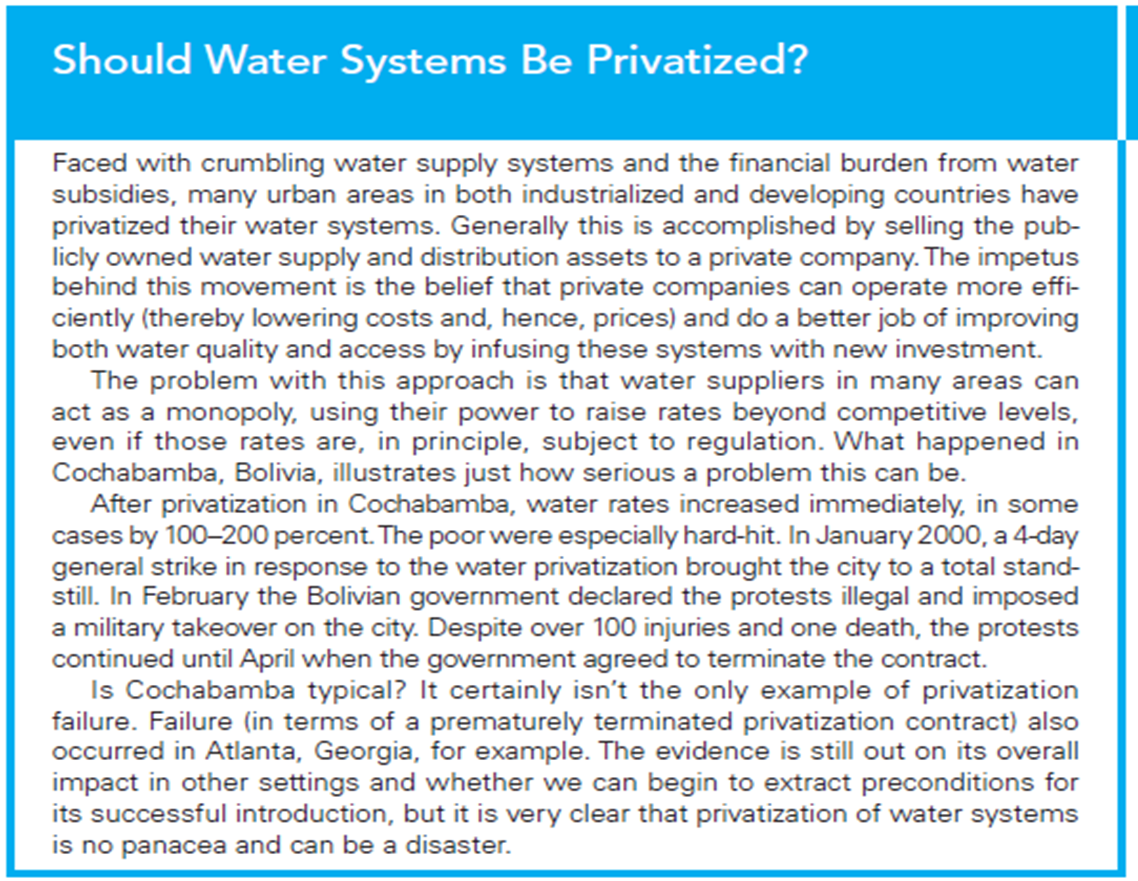 Should Water Systems Be Privatized?
Faced with crumbling water supply systems and the financial burden from water
subsidies, many urban areas in both industrialized and developing countries have
privatized their water systems. Generally this is accomplished by selling the pub-
licly owned water supply and distribution assets to a private company. The impetus
behind this movement is the belief that private companies can operate more effi-
ciently (thereby lowering costs and, hence, prices) and do a better job of improving
both water quality and access by infusing these systems with new investment.
The problem with this approach is that water suppliers in many areas can
act as a monopoly, using their power to raise rates beyond competitive levels,
even if those rates are, in principle, subject to regulation. What happened in
Cochabamba, Bolivia, illustrates just how serious a problem this can be.
After privatization in Cochabamba, water rates increased immediately, in some
cases by 100–200 percent. The poor were especially hard-hit. In January 2000, a 4-day
general strike in response to the water privatization brought the city to a total stand-
still. In February the Bolivian government declared the protests illegal and imposed
a military takeover on the city. Despite over 100 injuries and one death, the protests
continued until April when the government agreed to terminate the contract.
Is Cochabamba typical? It certainly isn't the only example of privatization
failure. Failure (in terms of a prematurely terminated privatization contract) also
occurred in Atlanta, Georgia, for example. The evidence is still out on its overall
impact in other settings and whether we can begin to extract preconditions for
its successful introduction, but it is very clear that privatization of water systems
is no panacea and can be a disaster.